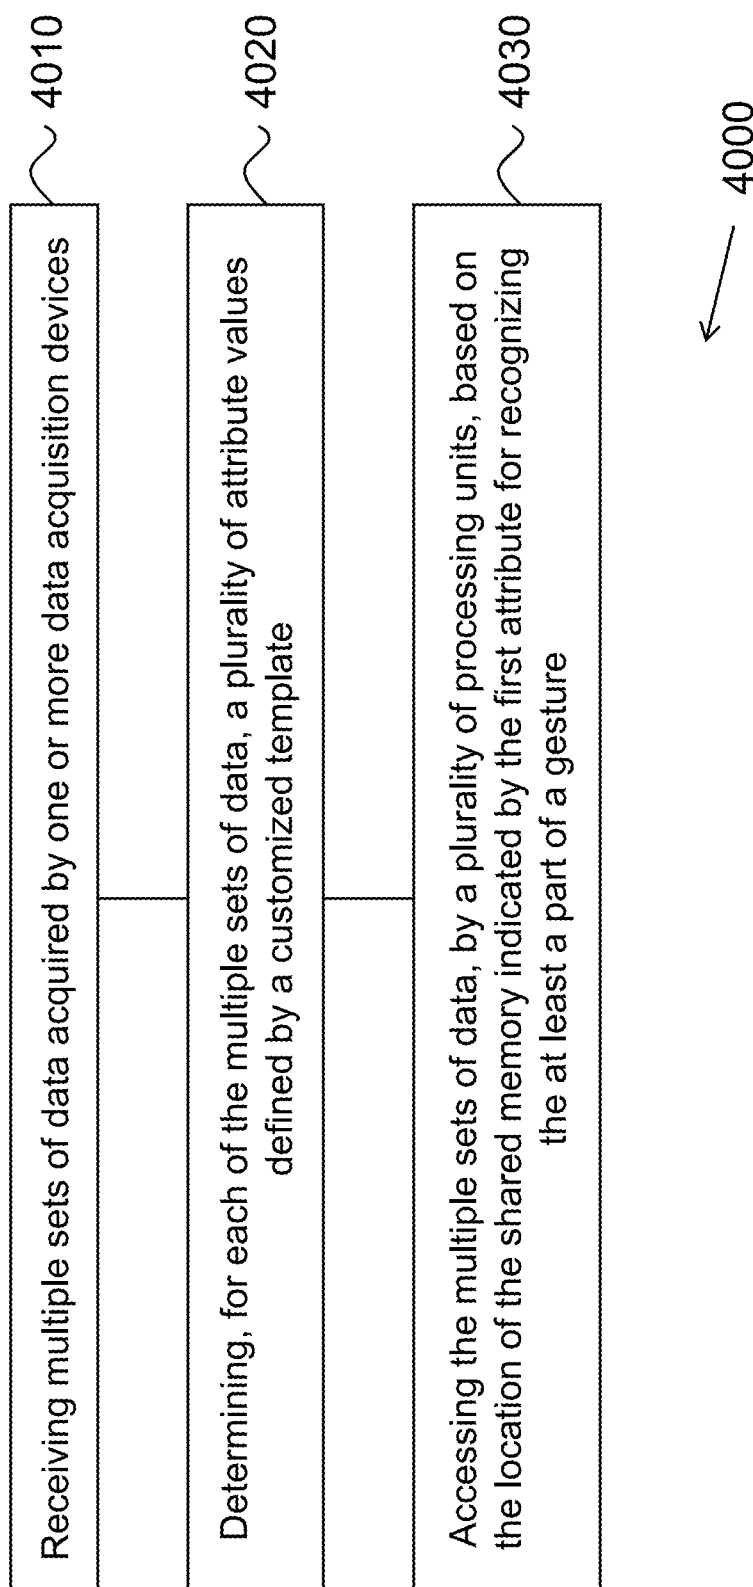 Receiving multiple sets of data acquired by one or more data acquisition devices
4010
Determining, for each of the multiple sets of data, a plurality of attribute values
defined by a customized template
4020
Accessing the multiple sets of data, by a plurality of processing units, based on
the location of the shared memory indicated by the first attribute for recognizing
the at least a part of a gesture
4030
4000